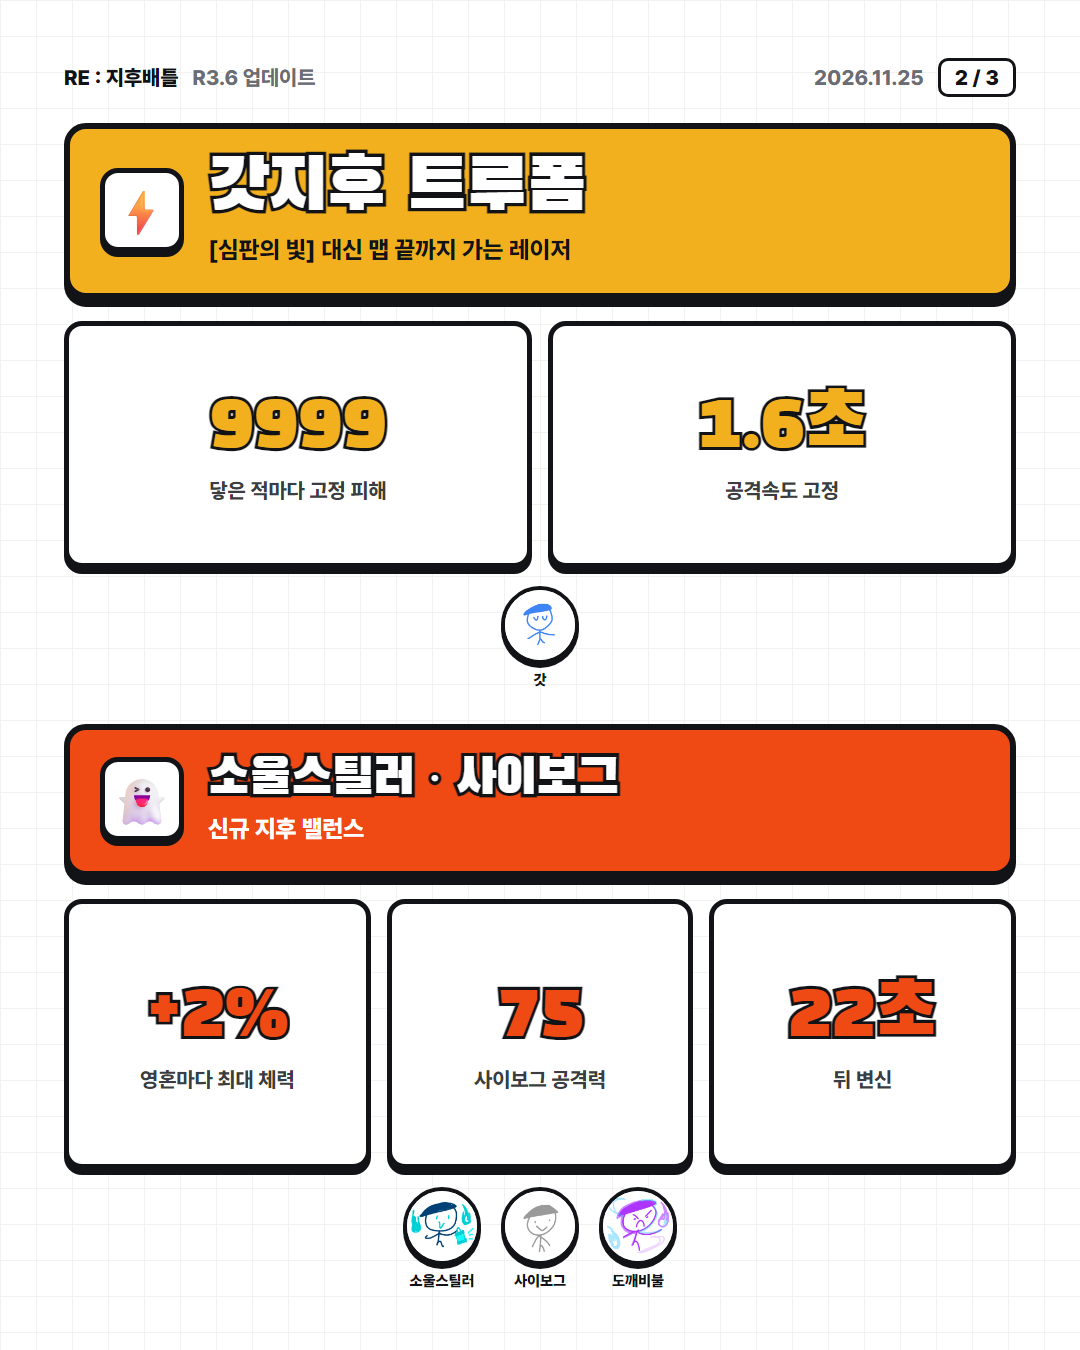 RE : 지후배틀 R3.6 업데이트 2026.11.25 2 / 3
갓지후 트루폼
[심판의 빛] 대신 맵 끝까지 가는 레이저
9999
닿은 적마다 고정 피해
1.6초
공격속도 고정
갓
소울스틸러 · 사이보그
신규 지후 밸런스
+2%
영혼마다 최대 체력
75
사이보그 공격력
22초
뒤 변신
소울스틸러
사이보그
도깨비불